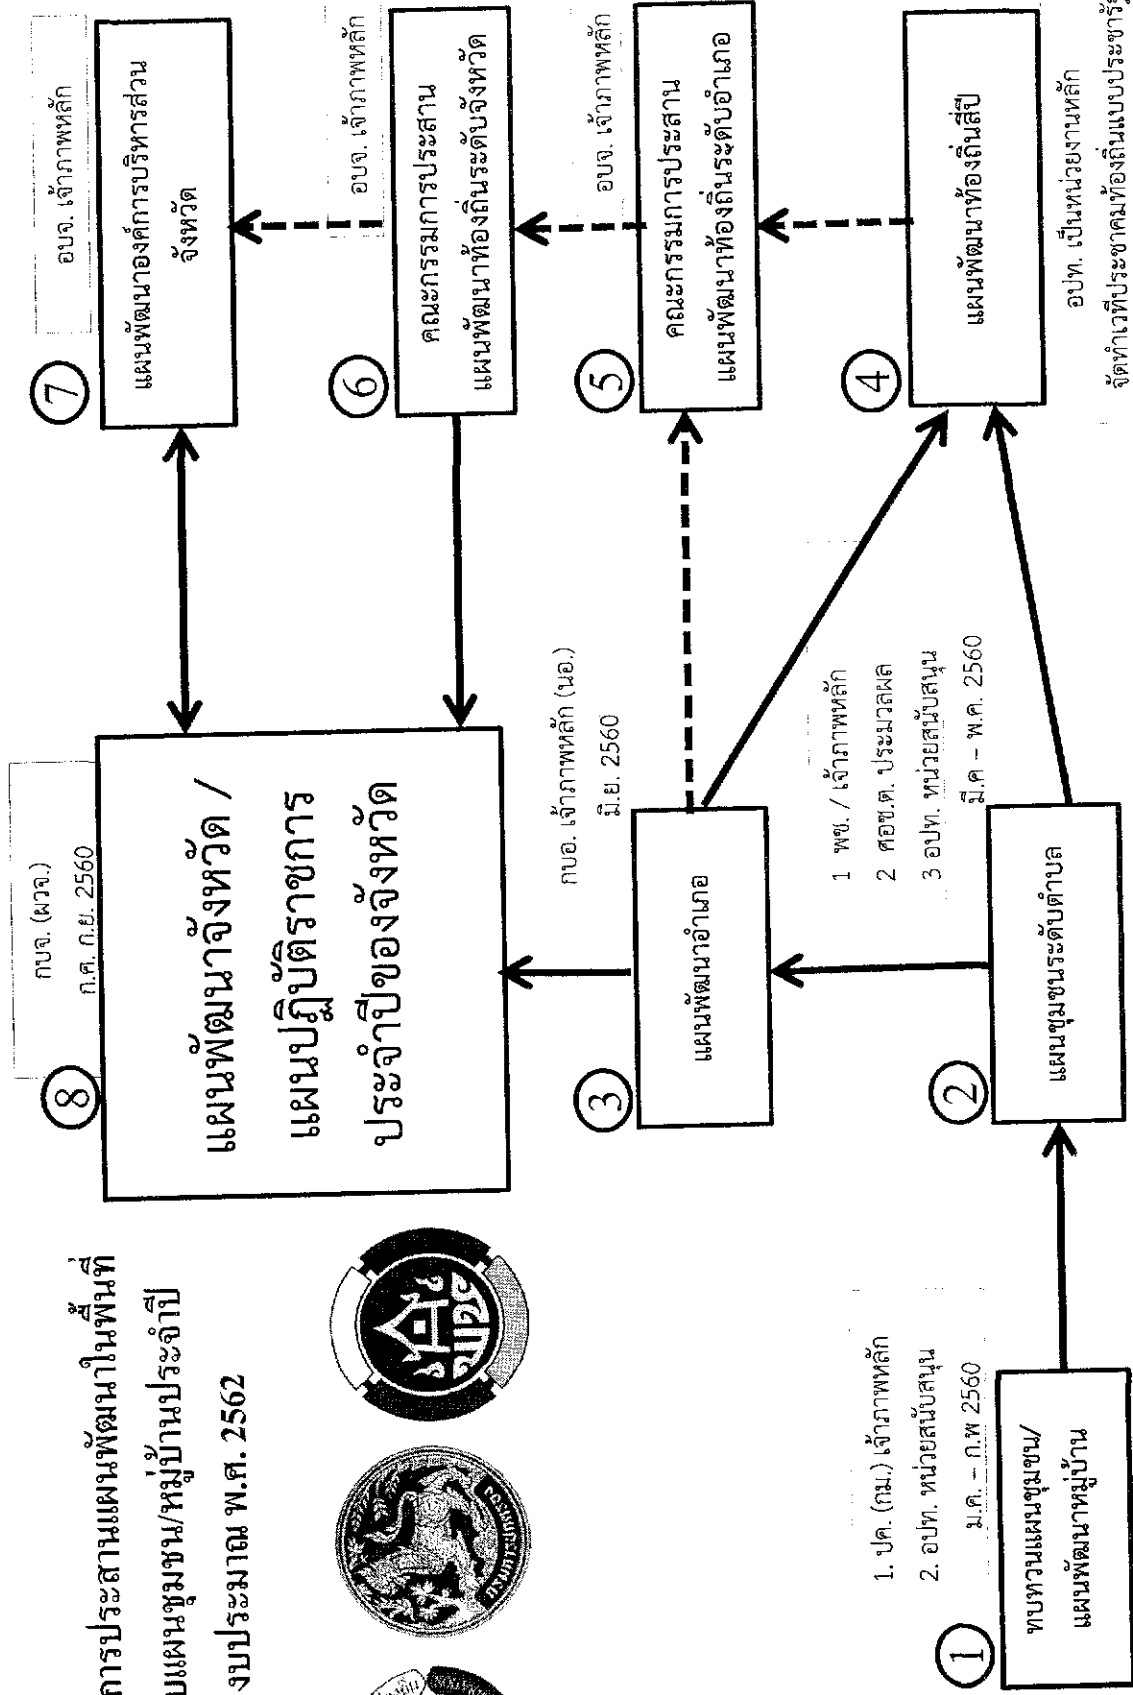 การประสานแผนพัฒนาในพื้นที่
แผนชุมชน/หมู่บ้านประจำปี
งบประมาณ พ.ศ. 2562
กบจ. (ผวจ.)
ก.ค. ก.ย. 2560
8
แผนพัฒนาจังหวัด /
แผนปฏิบัติราชการ
ประจำปีของจังหวัด
อบจ. เจ้าภาพหลัก
7
แผนพัฒนาองค์การบริหารส่วน
จังหวัด
อบจ. เจ้าภาพหลัก
6
คณะกรรมการประสาน
แผนพัฒนาท้องถิ่นระดับจังหวัด
อบจ. เจ้าภาพหลัก
5
คณะกรรมการประสาน
แผนพัฒนาท้องถิ่นระดับอำเภอ
กบอ. เจ้าภาพหลัก (นอ.)
มิ.ย. 2560
3
แผนพัฒนาอำเภอ
4
แผนพัฒนาท้องถิ่นสี่ปี
อปท. เป็นหน่วยงานหลัก
จัดทำเวทีประชาคมท้องถิ่นแบบประชารัฐ
1 พช. / เจ้าภาพหลัก
2 ศอช.ต. ประมวลผล
3 อปท. หน่วยสนับสนุน
มี.ค – พ.ค. 2560
2
แผนชุมชนระดับตำบล
1. ปค. (กม.) เจ้าภาพหลัก
2. อปท. หน่วยสนับสนุน
ม.ค. – ก.พ 2560
1
ทบทวนแผนชุมชน/
แผนพัฒนาหมู่บ้าน